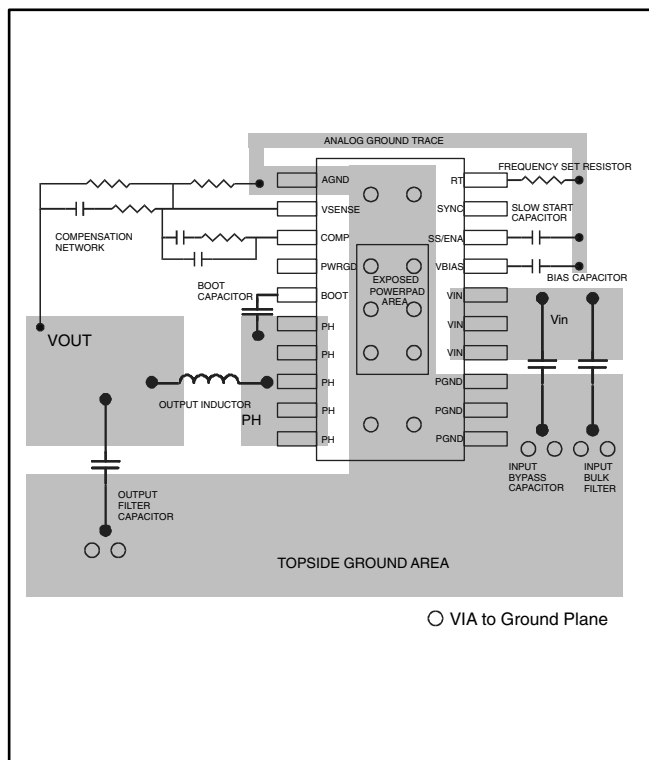 ANALOG GROUND TRACE
FREQUENCY SET RESISTOR
AGND
RT
VSENSE
SYNC
SLOW START
CAPACITOR
COMPENSATION
NETWORK
COMP
SS/ENA
PWRGD
VBIAS
BIAS CAPACITOR
BOOT
CAPACITOR
EXPOSED
POWERPAD
AREA
BOOT
VIN
VOUT
PH
VIN
Vin
PH
VIN
PH
PGND
OUTPUT INDUCTOR
PH
PH
PGND
PH
PGND
OUTPUT
FILTER
CAPACITOR
INPUT
BYPASS
CAPACITOR
INPUT
BULK
FILTER
TOPSIDE GROUND AREA
VIA to Ground Plane